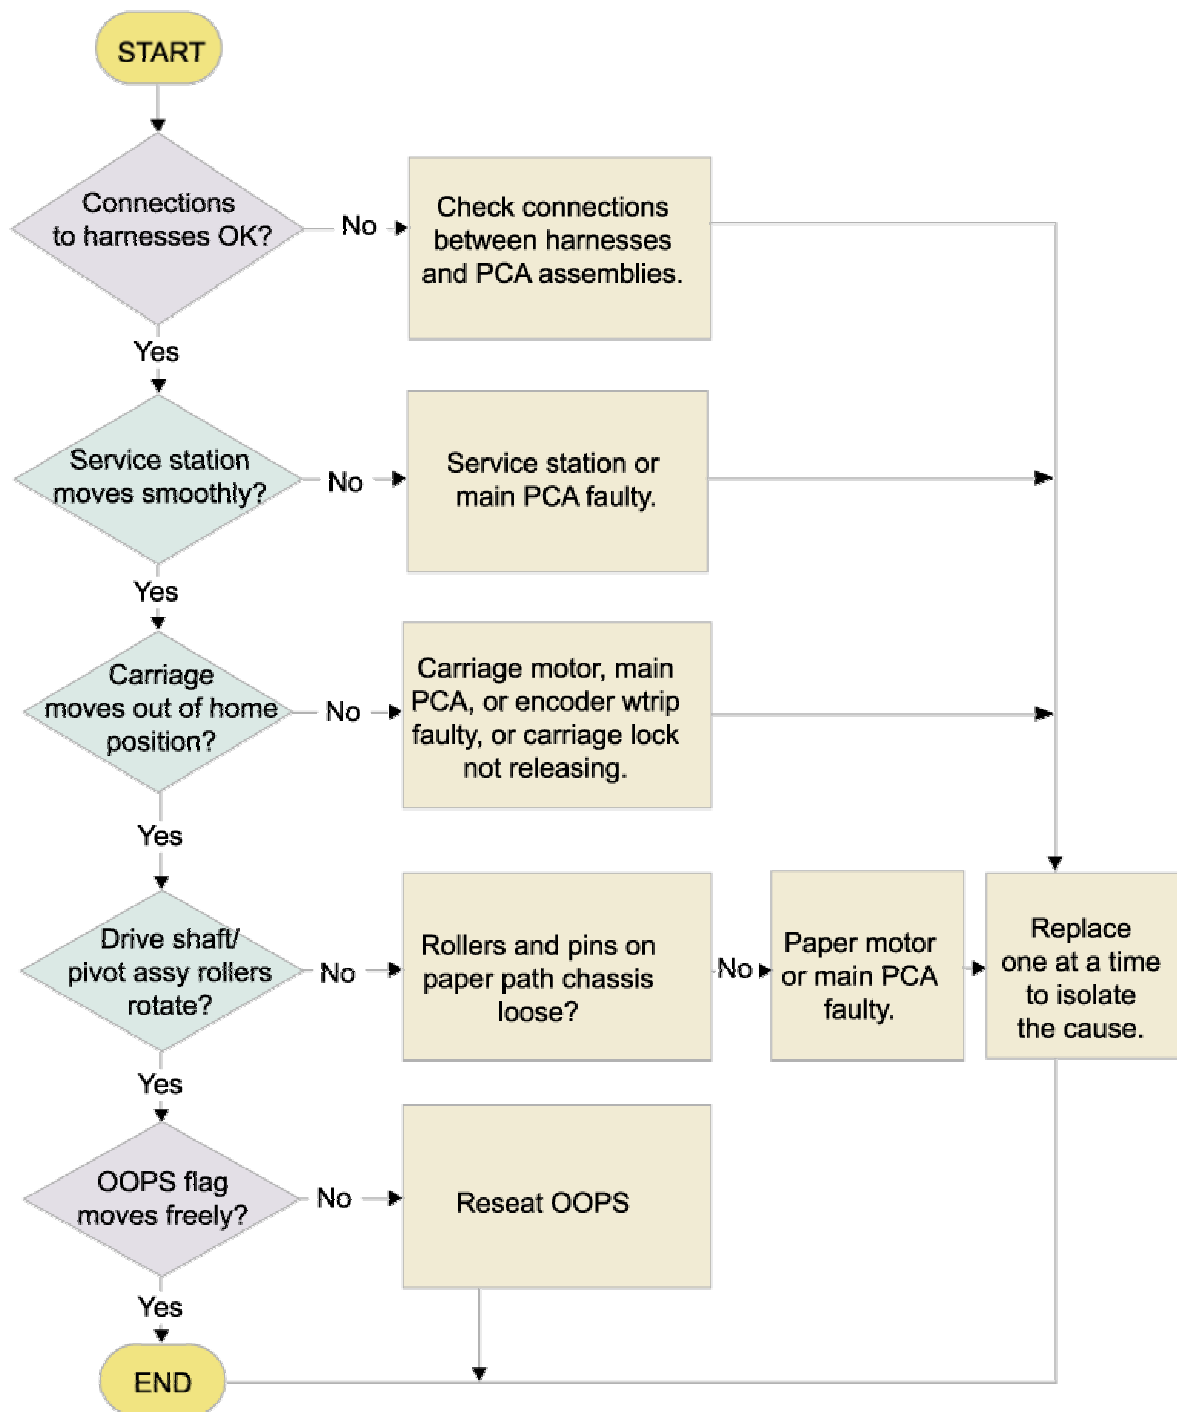 START
Connections
to harnesses OK?
No
Check connections
between harnesses
and PCA assemblies.
Yes
Service station
moves smoothly?
No
Service station or
main PCA faulty.
Yes
Carriage
moves out of home
position?
No
Carriage motor, main
PCA, or encoder wtrip
faulty, or carriage lock
not releasing.
Yes
Drive shaft/
pivot assy rollers
rotate?
No
Rollers and pins on
paper path chassis
loose?
No
Paper motor
or main PCA
faulty.
Replace
one at a time
to isolate
the cause.
Yes
OOPS flag
moves freely?
No
Reseat OOPS
Yes
END